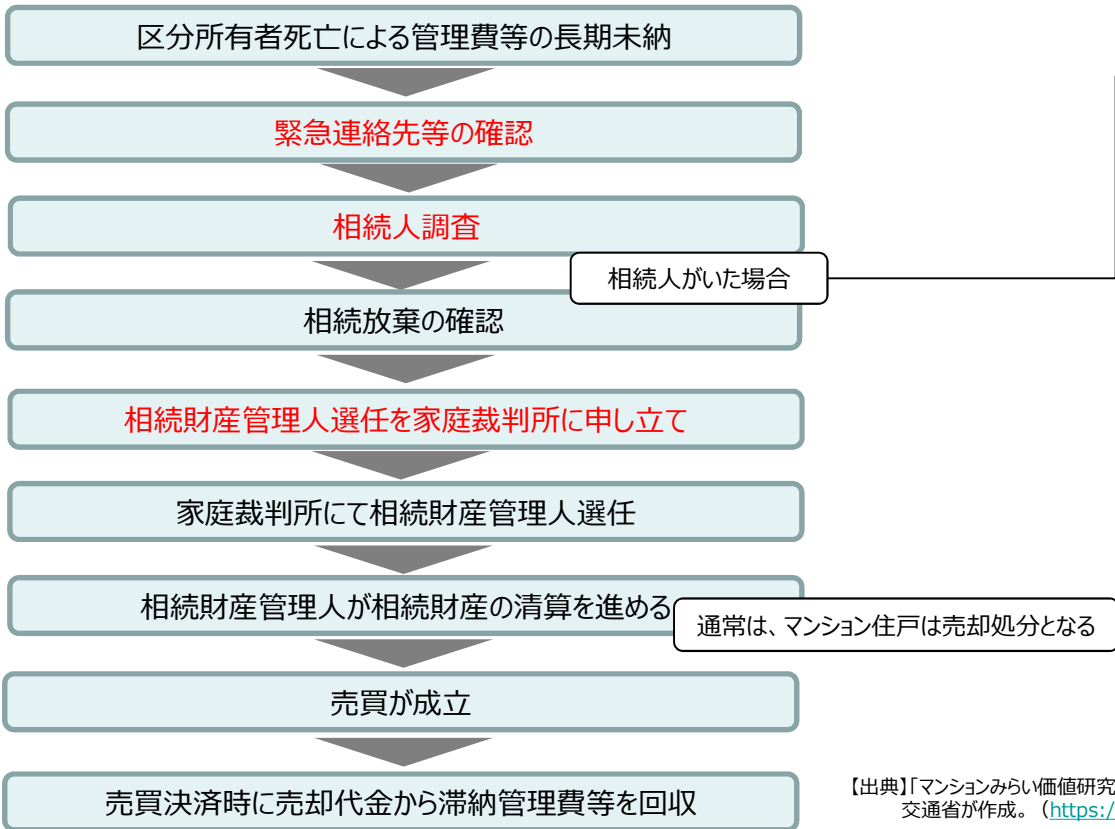 区分所有者死亡による管理費等の長期未納
緊急連絡先等の確認
相続人調査
相続人がいた場合
相続放棄の確認
相続財産管理人選任を家庭裁判所に申し立て
家庭裁判所にて相続財産管理人選任
相続財産管理人が相続財産の清算を進める
通常は、マンション住戸は売却処分となる
売買が成立
売買決済時に売却代金から滞納管理費等を回収
【出典】「マンションみらい価値研究
交通省が作成。（https:/